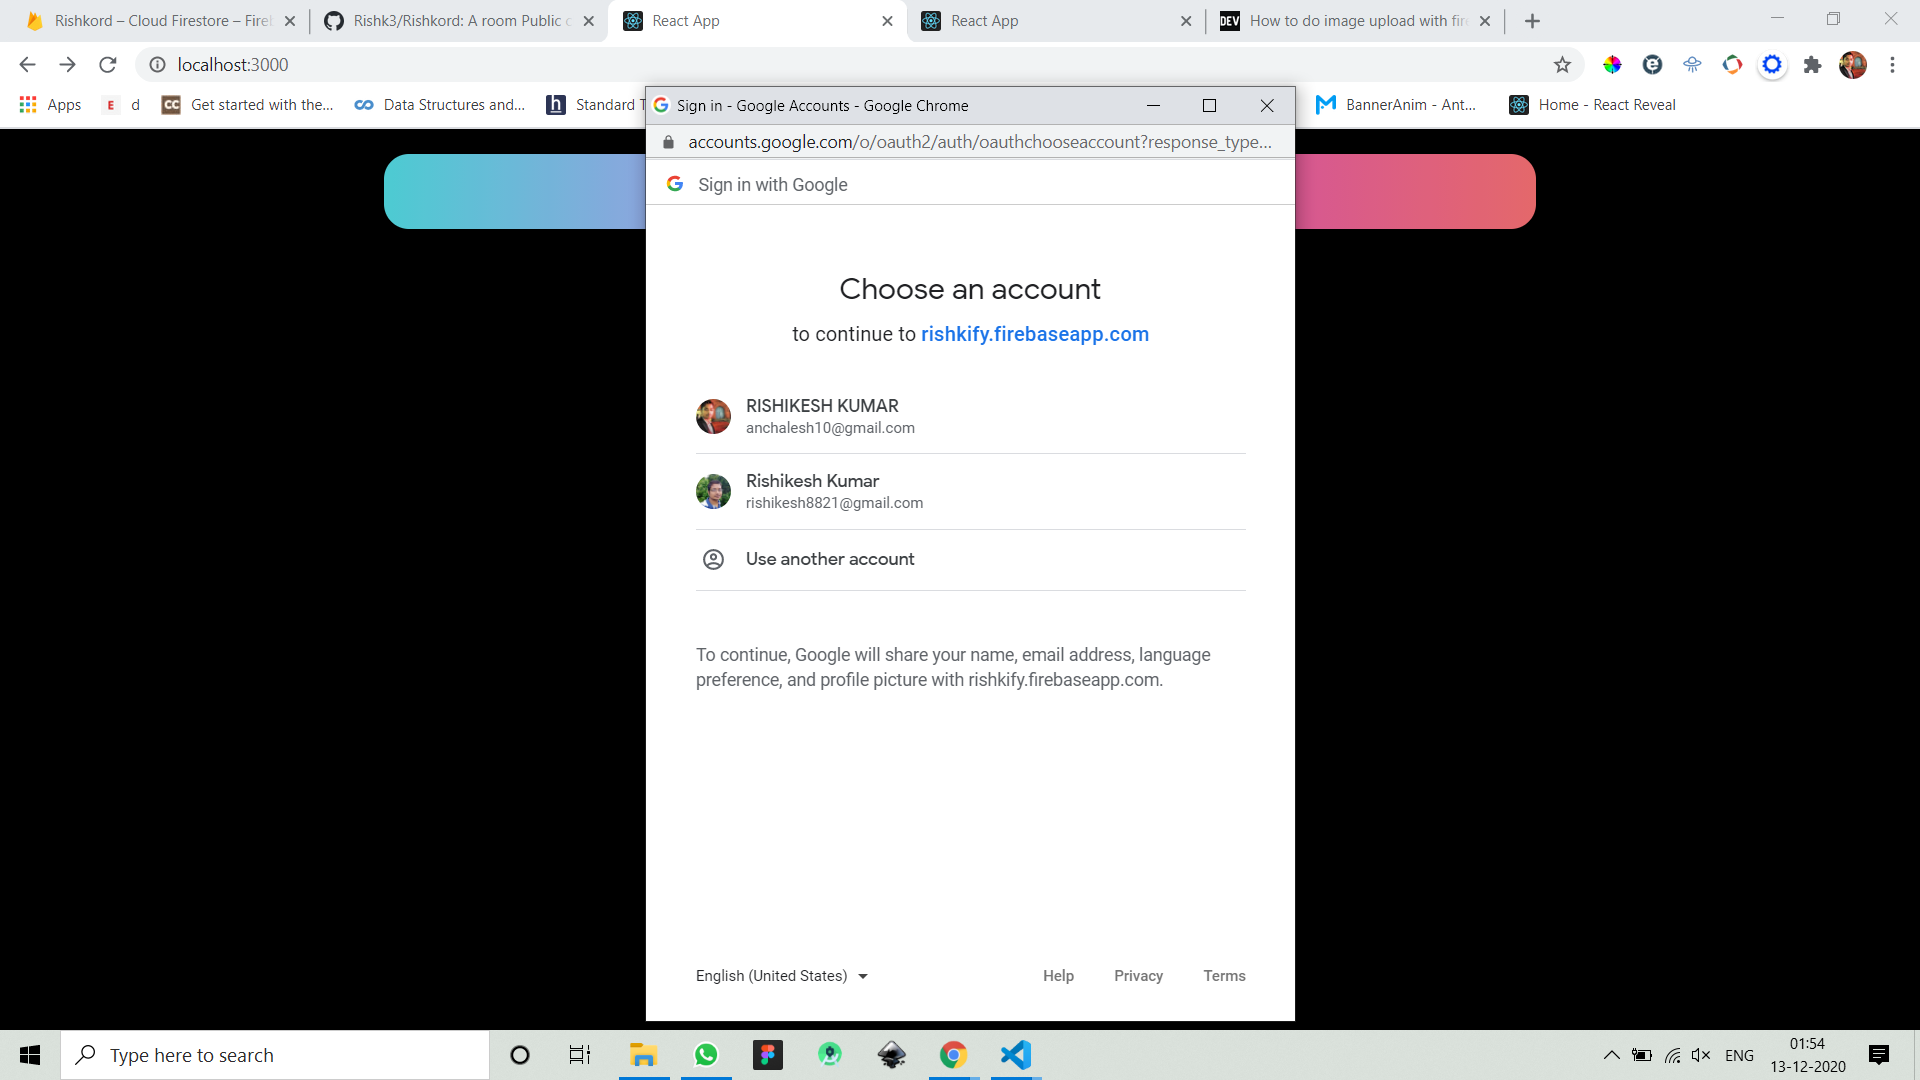 Rishkord – Cloud Firestore – Fireb
Rishk3/Rishkord: A room Public c
React App
React App
DEV
How to do image upload with fire
localhost:3000
Apps
E
d
CC
Get started with the...
Data Structures and...
h
Standard T
BannerAnim - Ant...
Home - React Reveal
Sign in - Google Accounts - Google Chrome
accounts.google.com/o/oauth2/auth/oauthchooseaccount?response_type...
Sign in with Google
Choose an account
to continue to rishkify.firebaseapp.com
RISHIKESH KUMAR
anchalesh10@gmail.com
Rishikesh Kumar
rishikesh8821@gmail.com
Use another account
To continue, Google will share your name, email address, language
preference, and profile picture with rishkify.firebaseapp.com.
English (United States)
Help
Privacy
Terms
Type here to search
ENG
01:54
13-12-2020